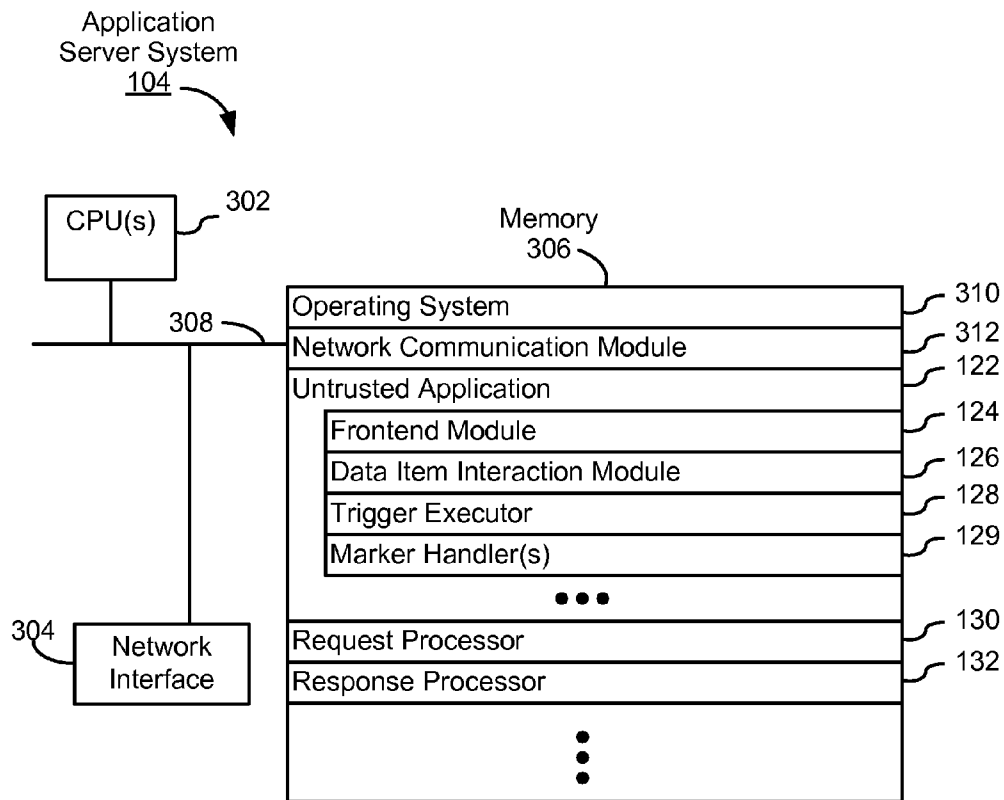 Application
Server System
104
CPU(s)
302
Memory
306
308
Operating System
310
Network Communication Module
312
Untrusted Application
122
Frontend Module
124
Data Item Interaction Module
126
Trigger Executor
128
Marker Handler(s)
129
304
Network
Interface
Request Processor
130
Response Processor
132